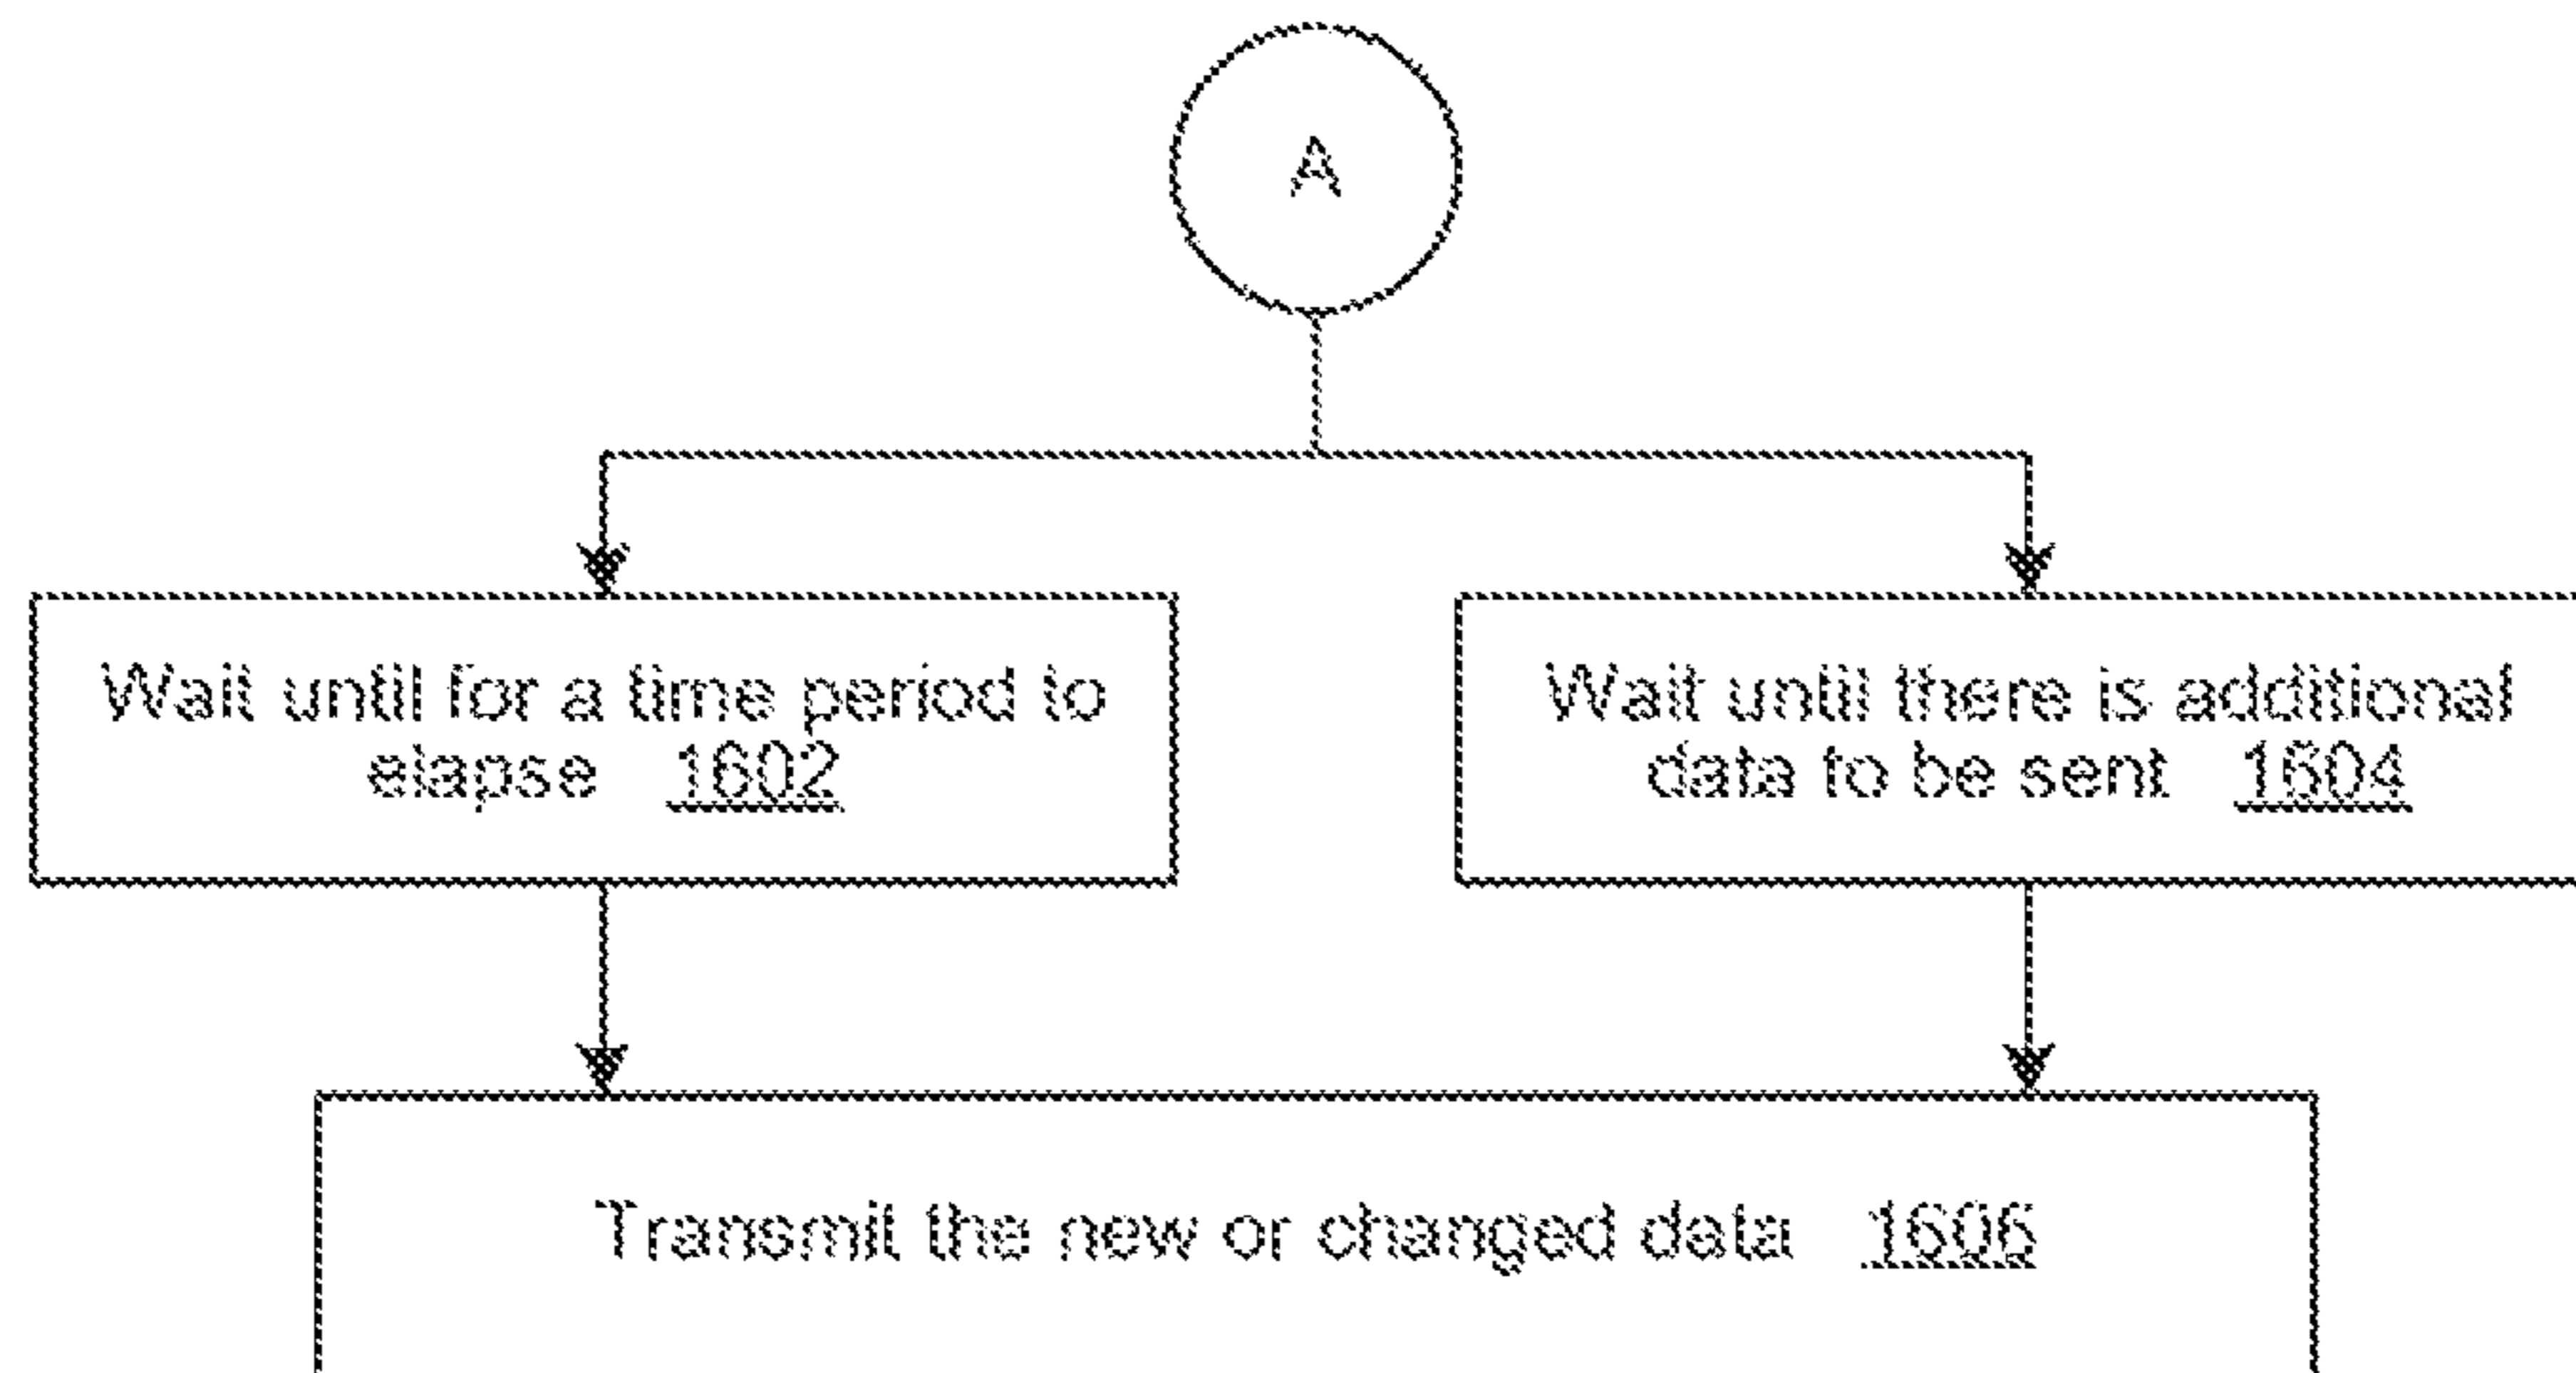 A
Wait until for a time period to
elapse 1602
Wait until there is additional
data to be sent 1604
Transmit the new or changed data 1606